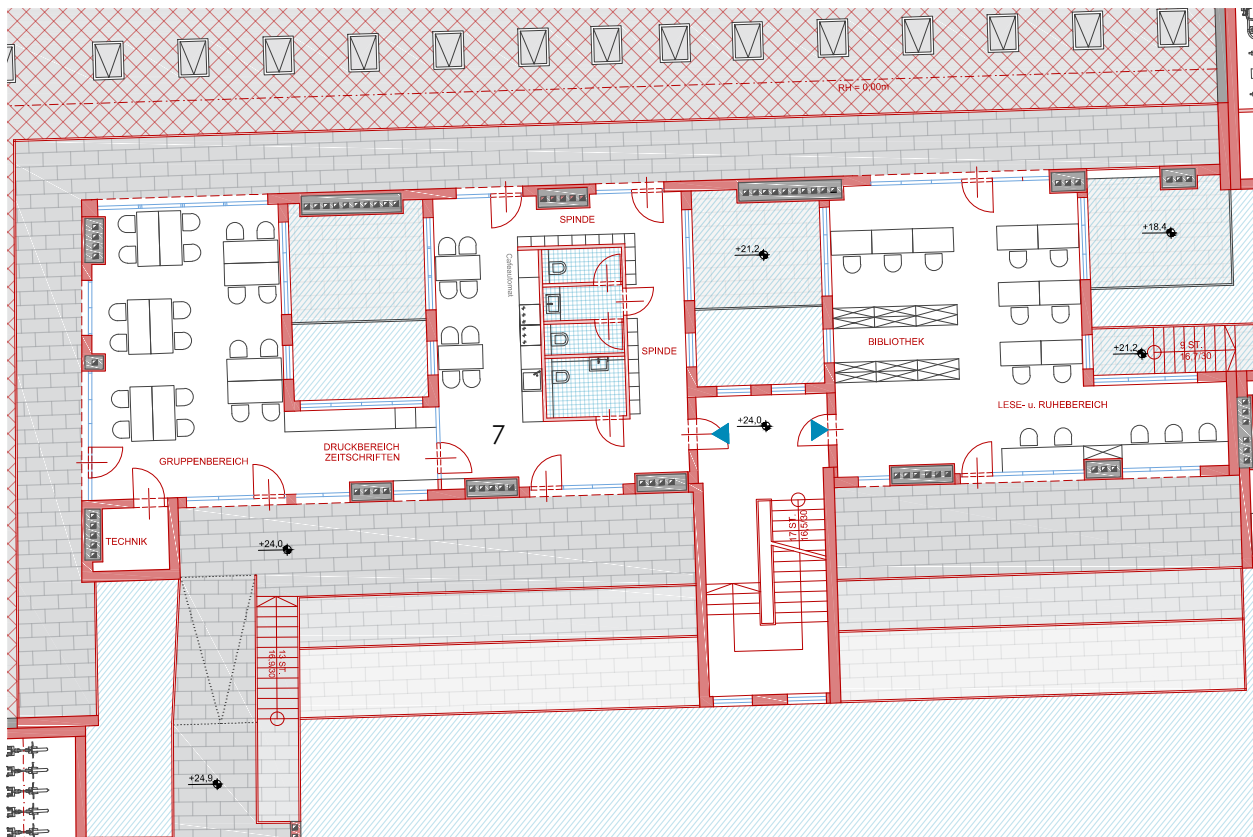 RH = 0,00m
SPINDE
+18,4
+21,2
Cafeautomat
9 ST.
16,7/30
+21,2
BIBLIOTHEK
SPINDE
LESE- u. RUHEBEREICH
+24,0
7
DRUCKBEREICH
ZEITSCHRIFTEN
GRUPPENBEREICH
TECHNIK
+24,0
17 ST.
16,5/30
13 ST.
16,9/30
+24,9